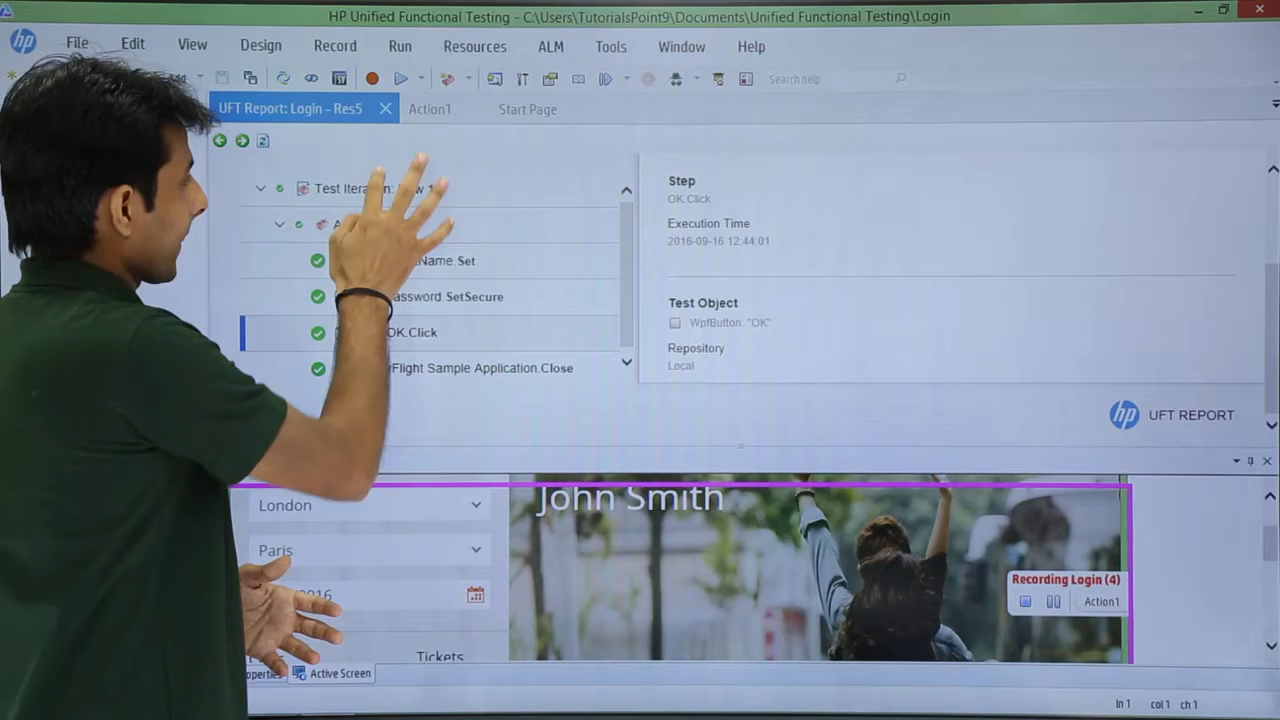 HP Unified Functional Testing - C:\Users\TutorialsPoint9\Documents\Unified Functional Testing\Login
hp File Edit View Design Record Run Resources ALM Tools Window Help
Search help
UFT Report: Login - Res5 Action1 Start Page
Test
Name.Set
assword.SetSecure
OK.Click
Flight Sample Application.Close
Step
OK.Click
Execution Time
2016-09-16 12:44:01
Test Object
WpfButton: "OK"
Repository
Local
hp UFT REPORT
London
John Smith
Paris
2016
Recording Login (4)
Action1
Tickets
operties Active Screen
ln 1 col 1 ch 1